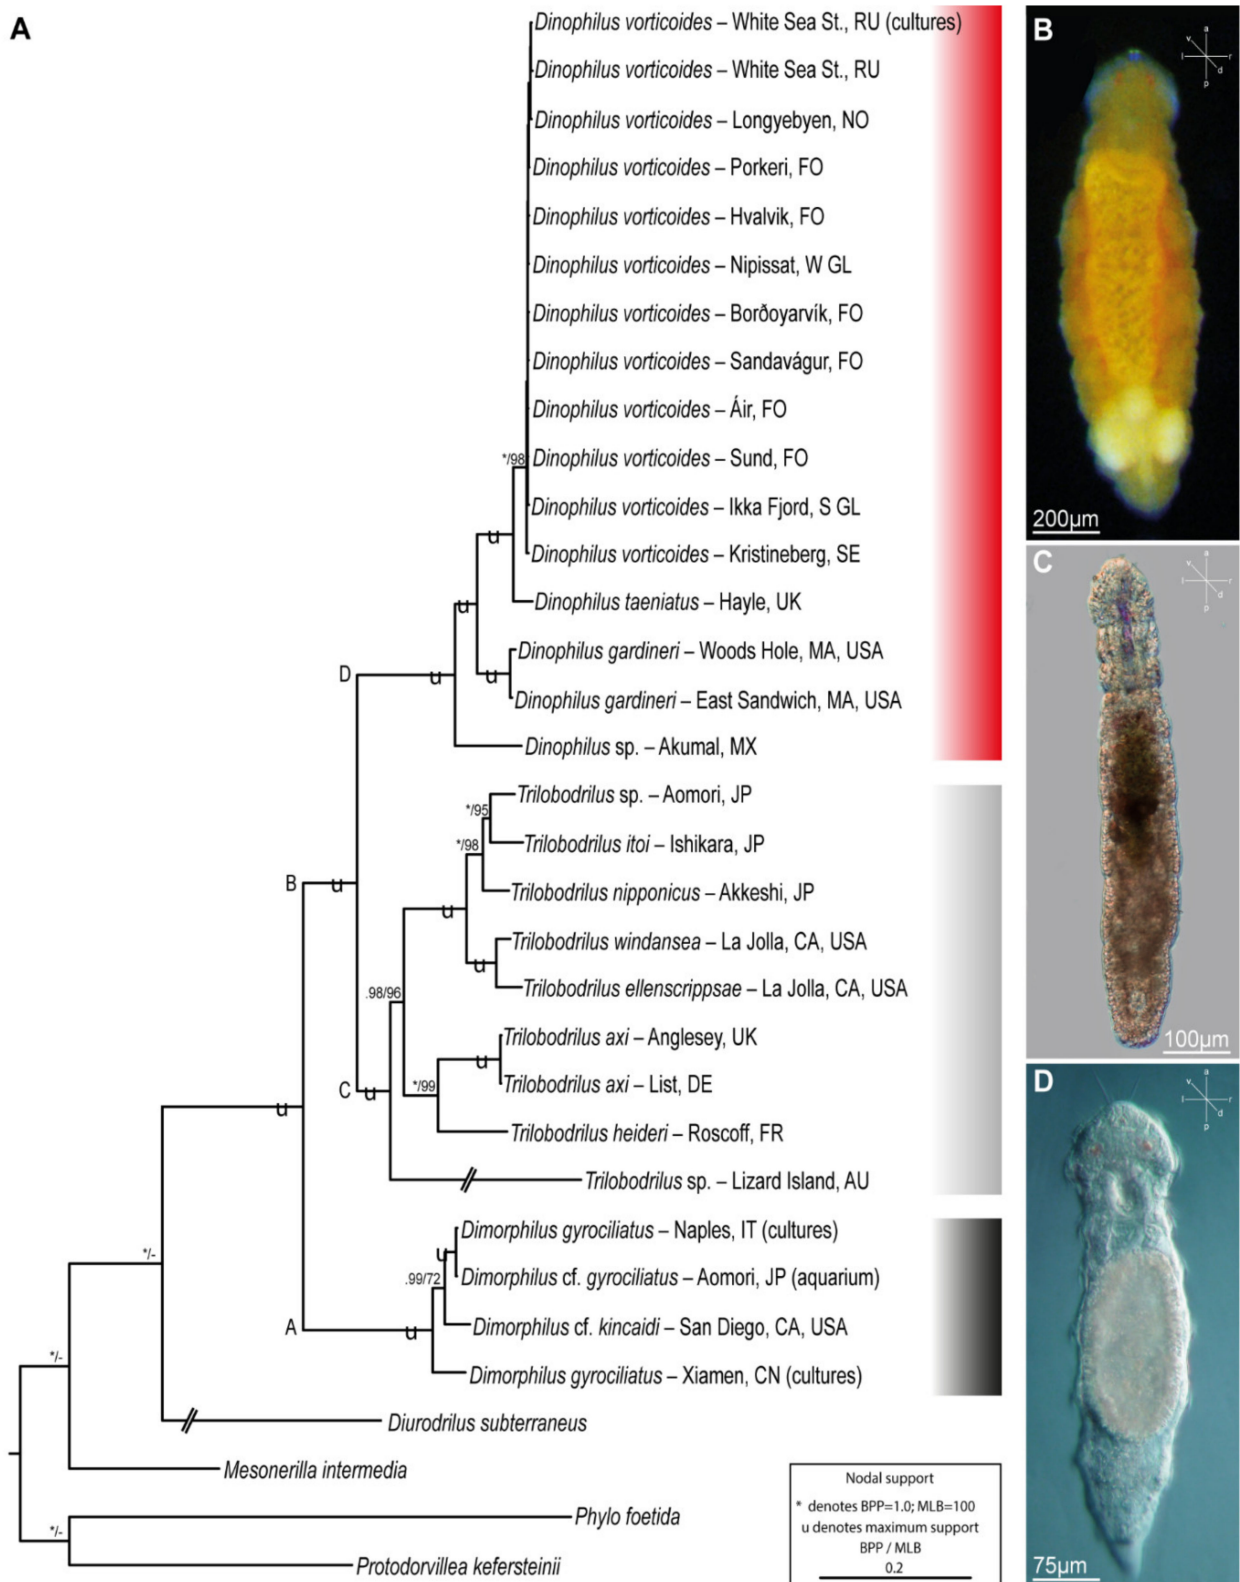 A
Dinophilus vorticoides – White Sea St., RU (cultures)
Dinophilus vorticoides – White Sea St., RU
Dinophilus vorticoides – Longyebyen, NO
Dinophilus vorticoides – Porkeri, FO
Dinophilus vorticoides – Hvalvik, FO
Dinophilus vorticoides – Nipissat, W GL
Dinophilus vorticoides – Borðoyarvík, FO
Dinophilus vorticoides – Sandavágur, FO
Dinophilus vorticoides – Áir, FO
*/98
Dinophilus vorticoides – Sund, FO
Dinophilus vorticoides – Ikka Fjord, S GL
u
Dinophilus vorticoides – Kristineberg, SE
u
Dinophilus taeniatus – Hayle, UK
Dinophilus gardineri – Woods Hole, MA, USA
D
u
u
Dinophilus gardineri – East Sandwich, MA, USA
Dinophilus sp. – Akumal, MX
Trilobodrilus sp. – Aomori, JP
*/95
Trilobodrilus itoi – Ishikara, JP
*/98
B
u
Trilobodrilus nipponicus – Akkeshi, JP
u
Trilobodrilus windansea – La Jolla, CA, USA
u
Trilobodrilus ellenscrippsae – La Jolla, CA, USA
.98/96
Trilobodrilus axi – Anglesey, UK
u
Trilobodrilus axi – List, DE
C
u
*/99
u
Trilobodrilus heideri – Roscoff, FR
Trilobodrilus sp. – Lizard Island, AU
Dimorphilus gyrociliatus – Naples, IT (cultures)
*/-
u
Dimorphilus cf. gyrociliatus – Aomori, JP (aquarium)
.99/72
A
u
Dimorphilus cf. kincaidi – San Diego, CA, USA
*/-
Dimorphilus gyrociliatus – Xiamen, CN (cultures)
Diurodrilus subterraneus
Mesonerilla intermedia
Phylo foetida
*/-
Protodorvillea kefersteinii
Nodal support
* denotes BPP=1.0; MLB=100
u denotes maximum support
BPP / MLB
0.2
B
a
v
l
r
d
p
200µm
C
a
v
l
r
d
p
100µm
D
a
v
l
r
d
p
75µm